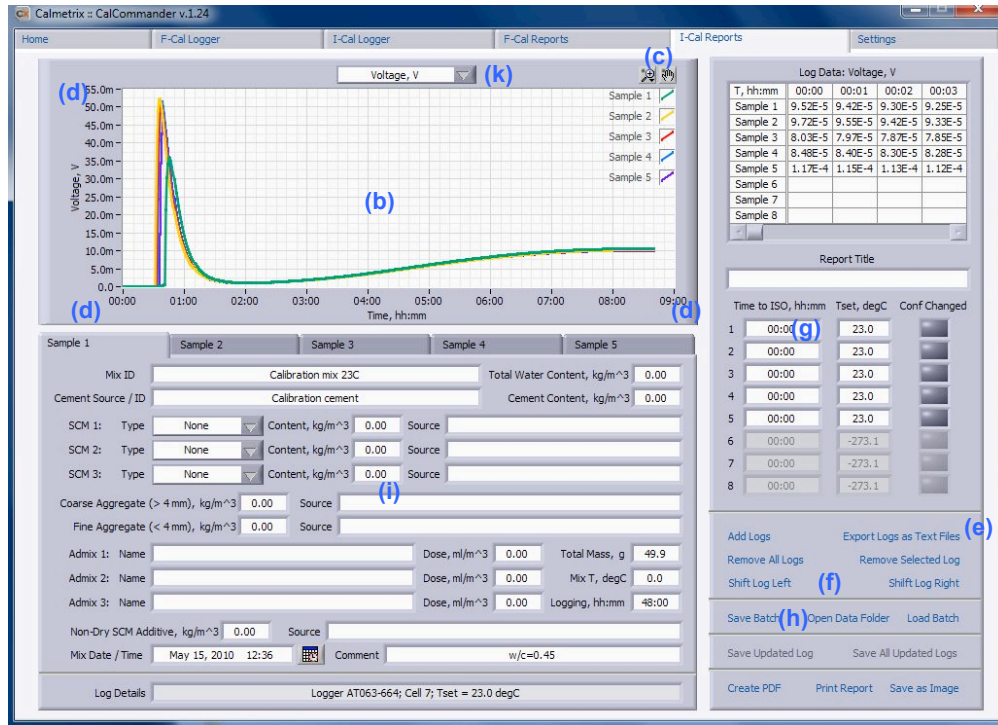 Calmetrix :: CalCommander v.1.24
Home F-Cal Logger I-Cal Logger F-Cal Reports I-Cal Reports Settings
Voltage, V (k) (c)
(d)
55.0m
50.0m
45.0m
40.0m
35.0m
30.0m
25.0m
20.0m
15.0m
10.0m
5.0m
0.0
Voltage, V
Sample 1
Sample 2
Sample 3
Sample 4
Sample 5
(b)
00:00 01:00 02:00 03:00 04:00 05:00 06:00 07:00 08:00 09:00
(d) Time, hh:mm (d)
Sample 1 Sample 2 Sample 3 Sample 4 Sample 5
Mix ID Calibration mix 23C Total Water Content, kg/m^3 0.00
Cement Source / ID Calibration cement Cement Content, kg/m^3 0.00
SCM 1: Type None Content, kg/m^3 0.00 Source
SCM 2: Type None Content, kg/m^3 0.00 Source
SCM 3: Type None Content, kg/m^3 0.00 Source
(i)
Coarse Aggregate (> 4 mm), kg/m^3 0.00 Source
Fine Aggregate (< 4 mm), kg/m^3 0.00 Source
Admix 1: Name Dose, ml/m^3 0.00 Total Mass, g 49.9
Admix 2: Name Dose, ml/m^3 0.00 Mix T, degC 0.0
Admix 3: Name Dose, ml/m^3 0.00 Logging, hh:mm 48:00
Non-Dry SCM Additive, kg/m^3 0.00 Source
Mix Date / Time May 15, 2010 12:36 Comment w/c=0.45
Log Details Logger AT063-664; Cell 7; Tset = 23.0 degC
Log Data: Voltage, V
T, hh:mm 00:00 00:01 00:02 00:03
Sample 1 9.52E-5 9.42E-5 9.30E-5 9.25E-5
Sample 2 9.72E-5 9.55E-5 9.42E-5 9.33E-5
Sample 3 8.03E-5 7.97E-5 7.87E-5 7.85E-5
Sample 4 8.48E-5 8.40E-5 8.30E-5 8.28E-5
Sample 5 1.17E-4 1.15E-4 1.13E-4 1.12E-4
Sample 6
Sample 7
Sample 8
Report Title
Time to ISO, hh:mm Tset, degC Conf Changed
1 00:00 (g) 23.0
2 00:00 23.0
3 00:00 23.0
4 00:00 23.0
5 00:00 23.0
6 00:00 -273.1
7 00:00 -273.1
8 00:00 -273.1
Add Logs Export Logs as Text Files (e)
Remove All Logs Remove Selected Log
Shift Log Left (f) Shilft Log Right
Save Batch (h) Open Data Folder Load Batch
Save Updated Log Save All Updated Logs
Create PDF Print Report Save as Image